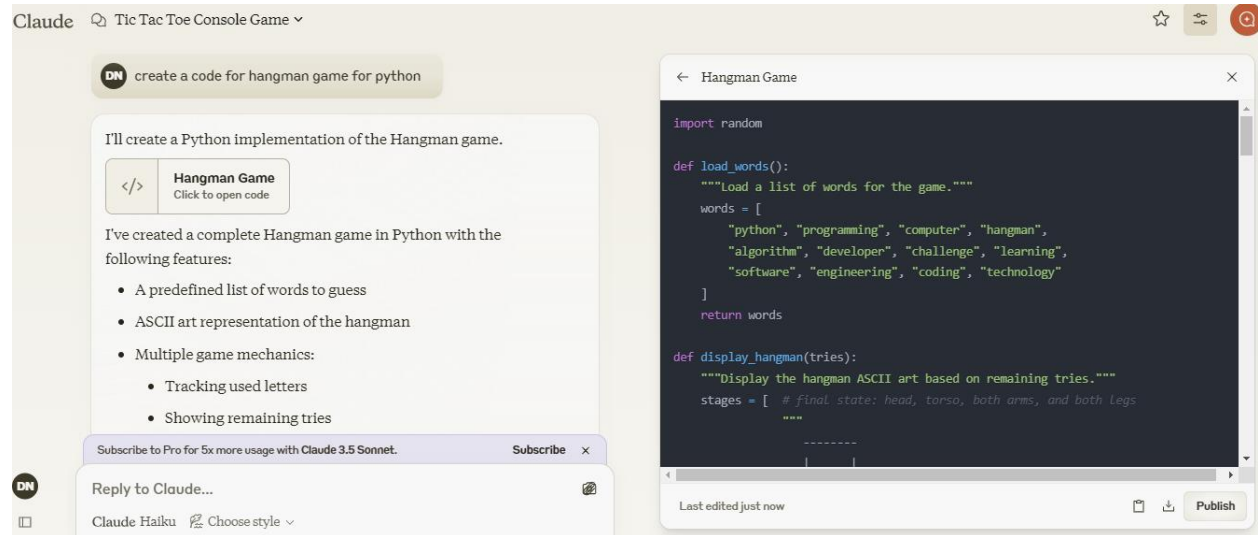 Claude
Tic Tac Toe Console Game
DN
create a code for hangman game for python
I'll create a Python implementation of the Hangman game.
</>
Hangman Game
Click to open code
I've created a complete Hangman game in Python with the
following features:
• A predefined list of words to guess
• ASCII art representation of the hangman
• Multiple game mechanics:
• Tracking used letters
• Showing remaining tries
Subscribe to Pro for 5x more usage with Claude 3.5 Sonnet.
Subscribe
DN
Reply to Claude...
Claude Haiku
Choose style
Hangman Game
import random
def load_words():
"""Load a list of words for the game."""
words = [
"python", "programming", "computer", "hangman",
"algorithm", "developer", "challenge", "learning",
"software", "engineering", "coding", "technology"
]
return words
def display_hangman(tries):
"""Display the hangman ASCII art based on remaining tries."""
stages = [  # final state: head, torso, both arms, and both legs
"""
--------
|      |
Last edited just now
Publish